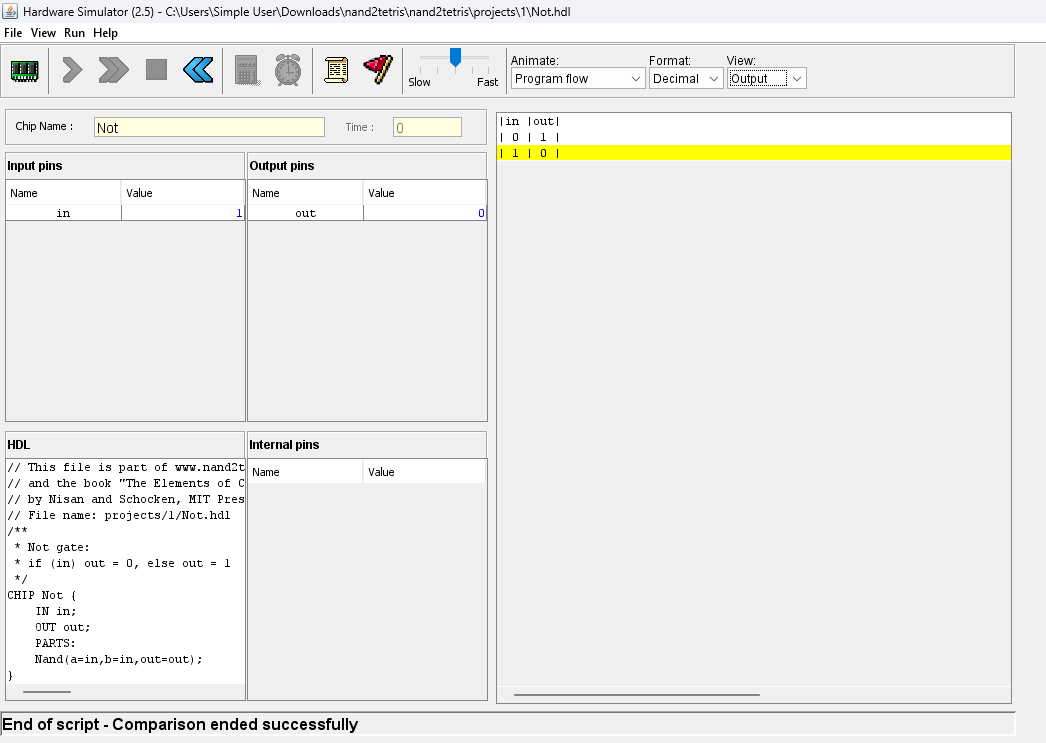 Hardware Simulator (2.5) - C:\Users\Simple User\Downloads\nand2tetris\nand2tetris\projects\1\Not.hdl
File View Run Help
Animate: Format: View:
Program flow Decimal Output
Slow Fast
Chip Name : Not Time : 0
|in |out|
| 0 | 1 |
| 1 | 0 |
Input pins
Name Value
in 1
Output pins
Name Value
out 0
HDL
// This file is part of www.nand2t
// and the book "The Elements of C
// by Nisan and Schocken, MIT Pres
// File name: projects/1/Not.hdl
/**
* Not gate:
* if (in) out = 0, else out = 1
*/
CHIP Not {
IN in;
OUT out;
PARTS:
Nand(a=in,b=in,out=out);
}
Internal pins
Name Value
End of script - Comparison ended successfully